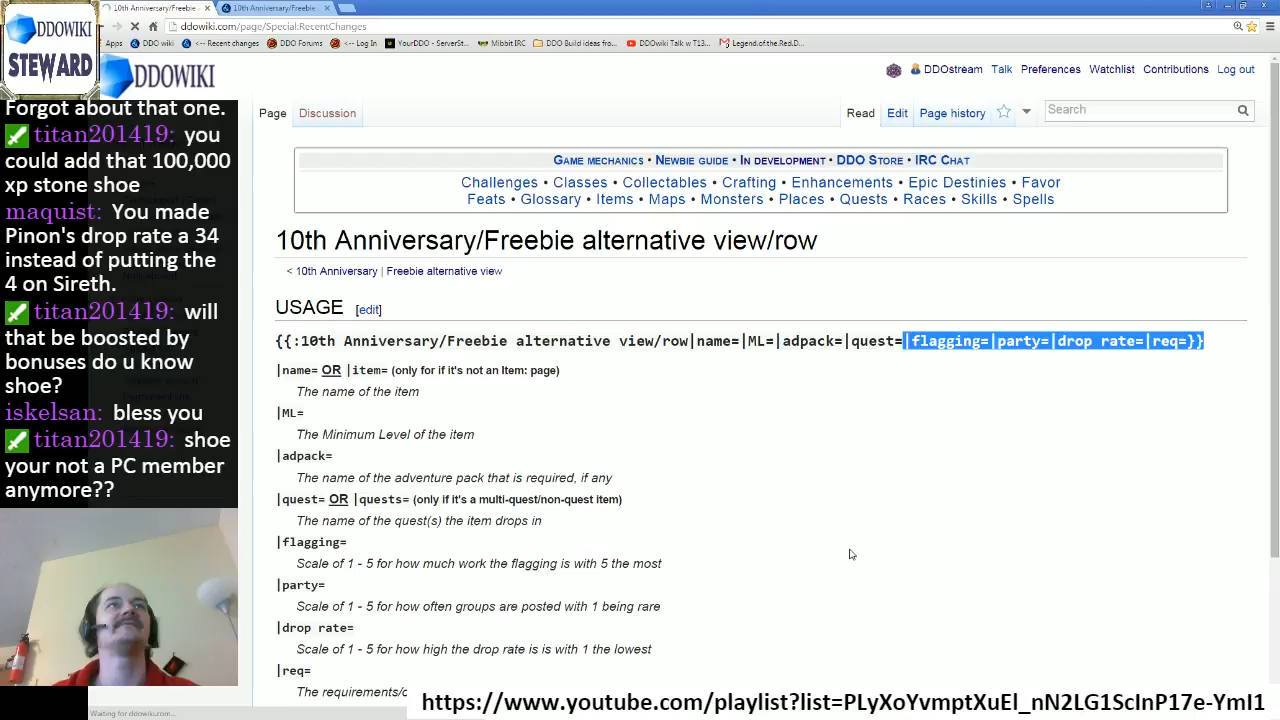 10th Anniversary/Freebie
10th Anniversary/Freebie
ddowiki.com/page/Special:RecentChanges
Apps
DDO wiki
<- Recent changes
DDO Forums
<-- Log In
YourDDO - ServerSt...
Mibbit IRC
DDO Build ideas from...
DDOwiki Talk w T13...
Legend.of.the.Red.D...
DDOWIKI
STEWARD
DDOWIKI
DDOstream
Talk
Preferences
Watchlist
Contributions
Log out
Page
Discussion
Read
Edit
Page history
Search
Game mechanics • Newbie guide • In development • DDO Store • IRC Chat
Challenges • Classes • Collectables • Crafting • Enhancements • Epic Destinies • Favor
Feats • Glossary • Items • Maps • Monsters • Places • Quests • Races • Skills • Spells
10th Anniversary/Freebie alternative view/row
< 10th Anniversary | Freebie alternative view
USAGE [edit]
{{:10th Anniversary/Freebie alternative view/row|name=|ML=|adpack=|quest=|flagging=|party=|drop rate=|req=}}
|name= OR |item= (only for if it's not an Item: page)
The name of the item
|ML=
The Minimum Level of the item
|adpack=
The name of the adventure pack that is required, if any
|quest= OR |quests= (only if it's a multi-quest/non-quest item)
The name of the quest(s) the item drops in
|flagging=
Scale of 1 - 5 for how much work the flagging is with 5 the most
|party=
Scale of 1 - 5 for how often groups are posted with 1 being rare
|drop rate=
Scale of 1 - 5 for how high the drop rate is is with 1 the lowest
|req=
The requirements/
Forgot about that one.
titan201419: you
could add that 100,000
xp stone shoe
maquist: You made
Pinon's drop rate a 34
instead of putting the
4 on Sireth.
titan201419: will
that be boosted by
bonuses do u know
shoe?
iskelsan: bless you
titan201419: shoe
your not a PC member
anymore??
Waiting for ddowiki.com...
https://www.youtube.com/playlist?list=PLyXoYvmptXuEl_nN2LG1ScInP17e-YmI1